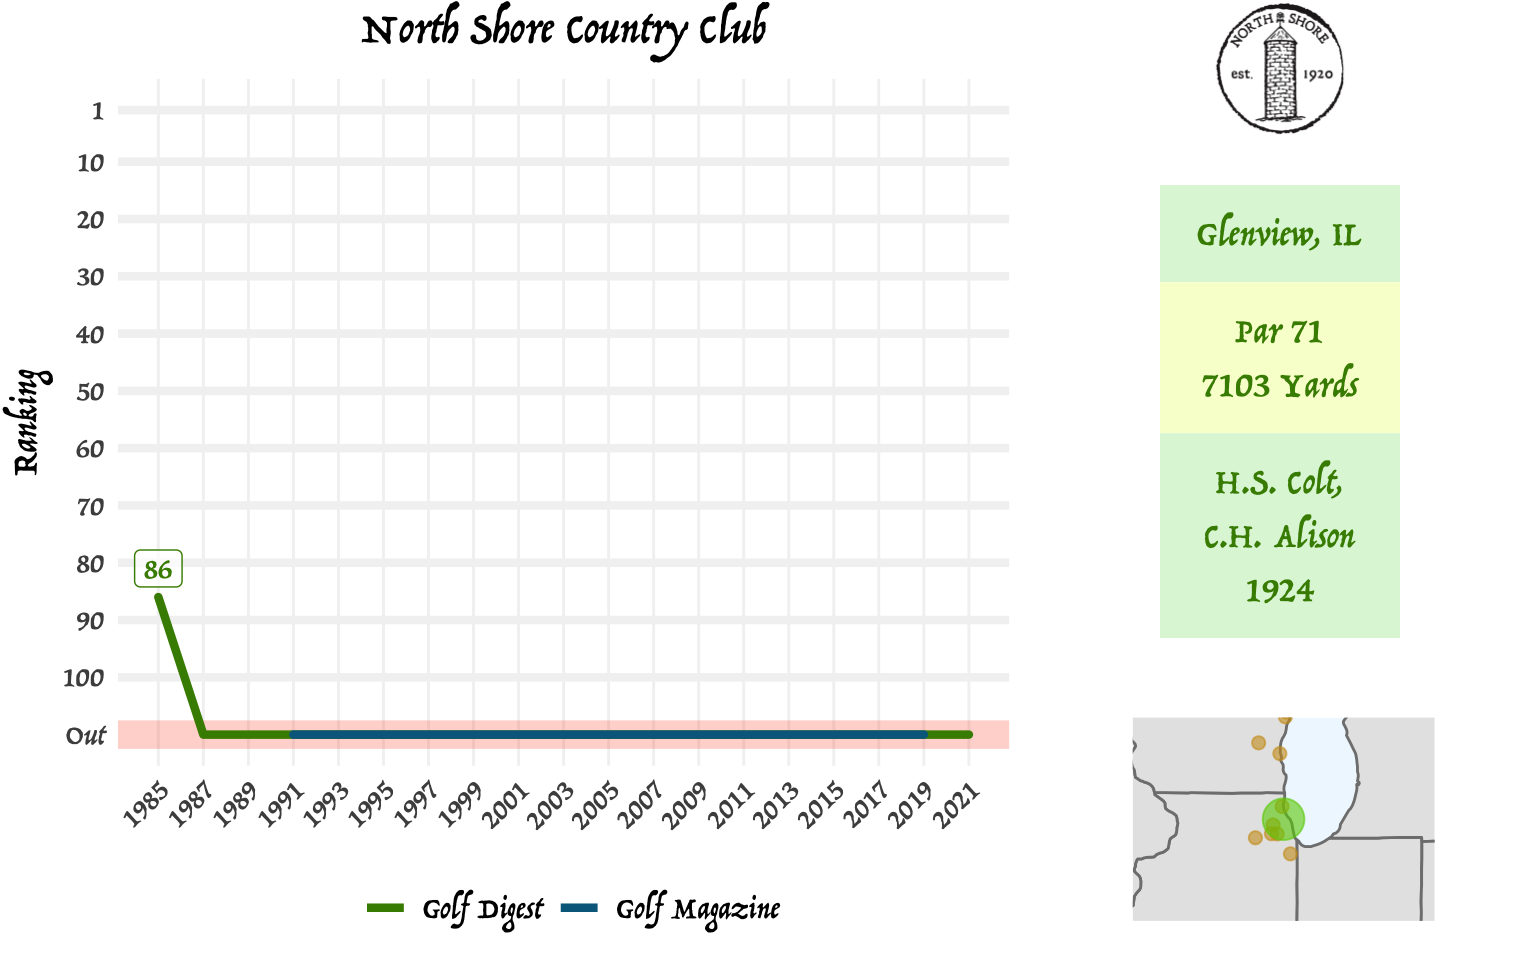 North Shore Country Club
Ranking
1
10
20
30
40
50
60
70
80
90
100
Out
86
1985
1987
1989
1991
1993
1995
1997
1999
2001
2003
2005
2007
2009
2011
2013
2015
2017
2019
2021
Golf Digest
Golf Magazine
NORTH SHORE
est. 1920
Glenview, IL
Par 71
7103 Yards
H.S. Colt,
C.H. Alison
1924